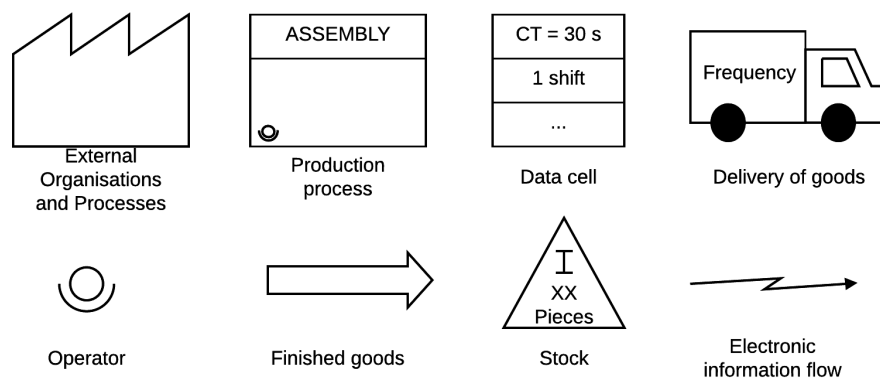 ASSEMBLY
CT = 30 s
1 shift
...
Frequency
External
Organisations
and Processes
Production
process
Data cell
Delivery of goods
I
XX
Pieces
Operator
Finished goods
Stock
Electronic
information flow